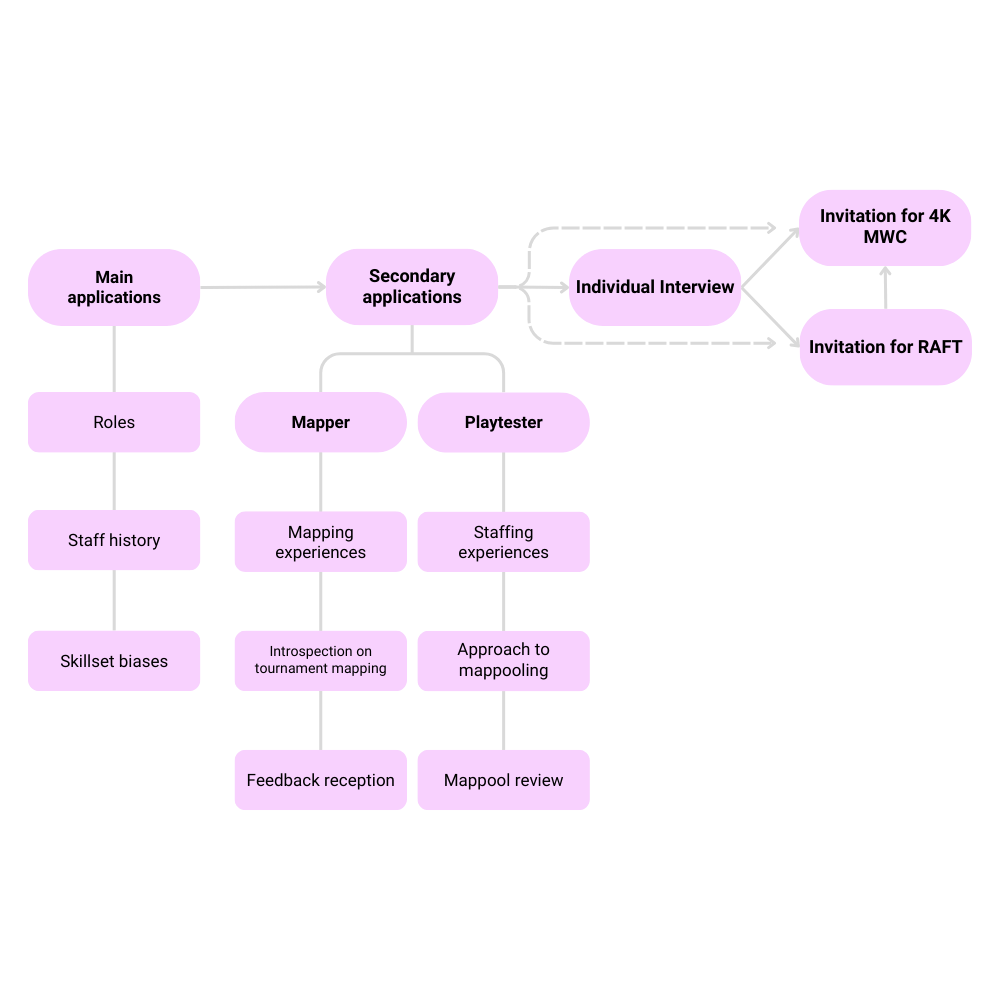 Main
applications
Secondary
applications
Individual Interview
Invitation for 4K
MWC
Invitation for RAFT
Roles
Staff history
Skillset biases
Mapper
Mapping
experiences
Introspection on
tournament mapping
Feedback reception
Playtester
Staffing
experiences
Approach to
mappooling
Mappool review